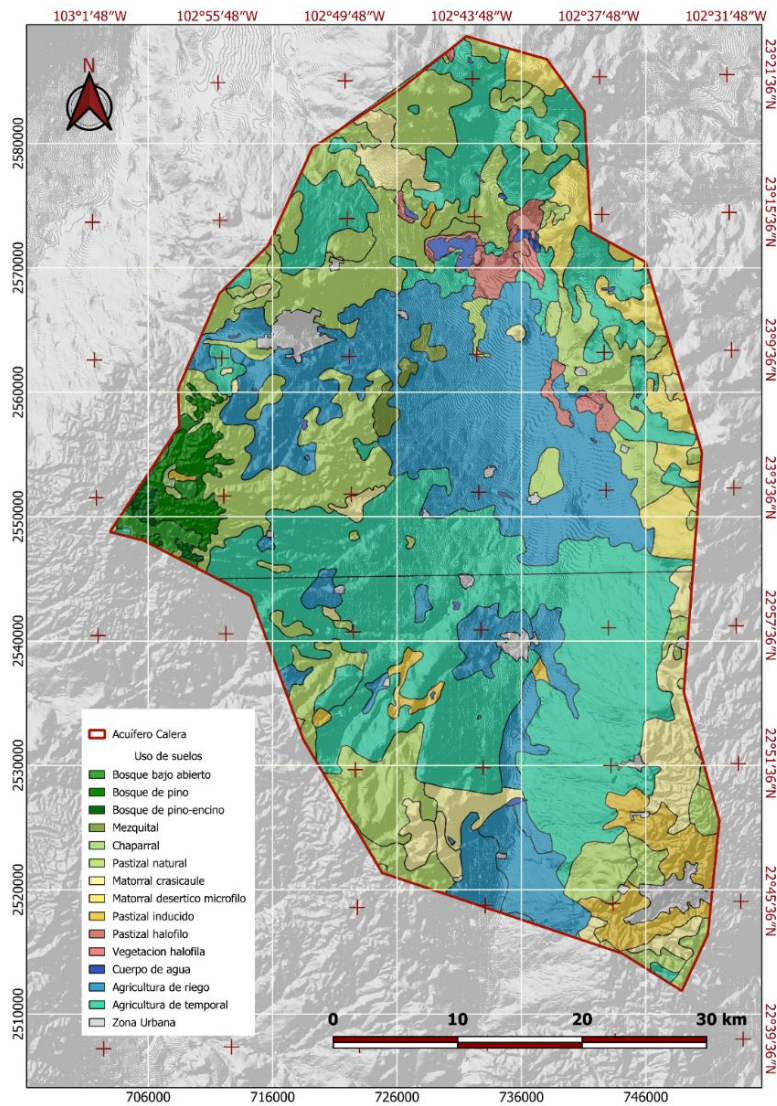 103°1'48"W 102°55'48"W 102°49'48"W 102°43'48"W 102°37'48"W 102°31'48"W
N
23°21'36"N
2580000
23°15'36"N
2570000
23°9'36"N
2560000
23°3'36"N
2550000
22°57'36"N
2540000
22°51'36"N
2530000
22°45'36"N
2520000
22°39'36"N
2510000
Acuífero Calera
Uso de suelos
Bosque bajo abierto
Bosque de pino
Bosque de pino-encino
Mezquital
Chaparral
Pastizal natural
Matorral crasicaule
Matorral desertico microfilo
Pastizal inducido
Pastizal halofilo
Vegetacion halofila
Cuerpo de agua
Agricultura de riego
Agricultura de temporal
Zona Urbana
0 10 20 30 km
706000 716000 726000 736000 746000